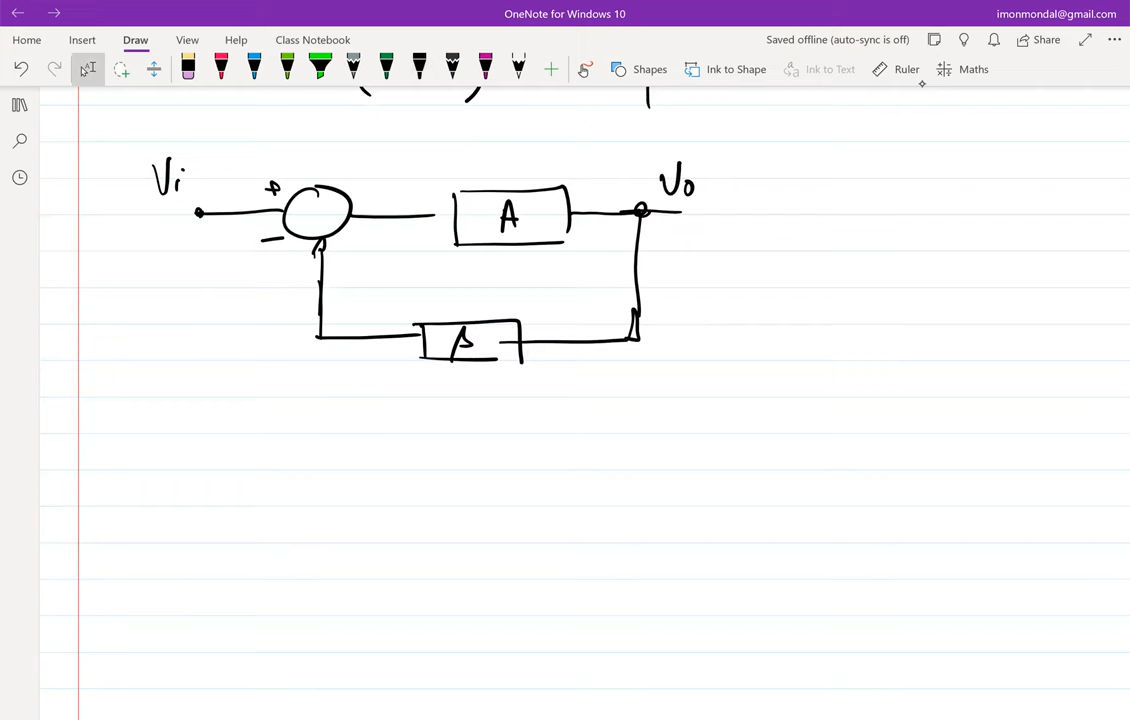 OneNote for Windows 10
imonmondal@gmail.com
Home Insert Draw View Help Class Notebook
Saved offline (auto-sync is off) Share
Shapes Ink to Shape Ink to Text Ruler Maths
Vi + Vo
A
−
β